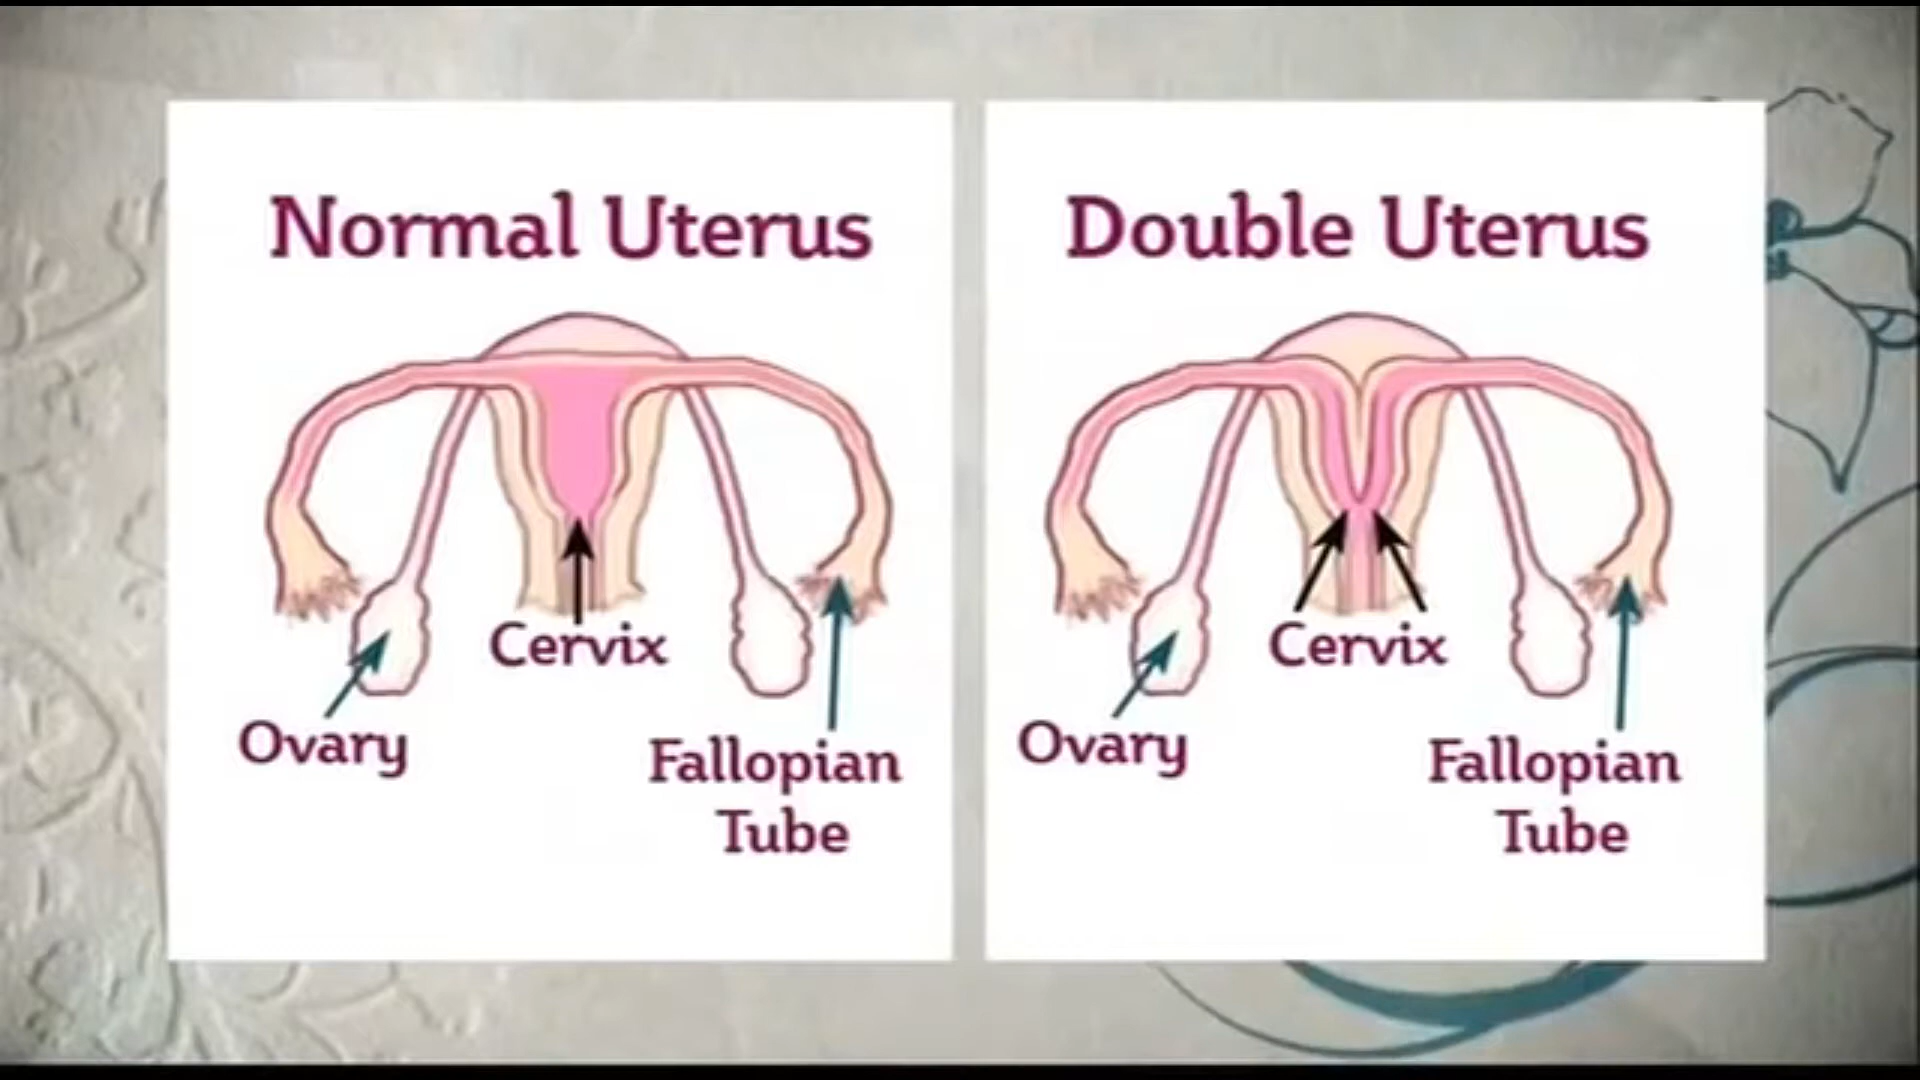 Normal Uterus
Cervix
Ovary
Fallopian
Tube
Double Uterus
Cervix
Ovary
Fallopian
Tube